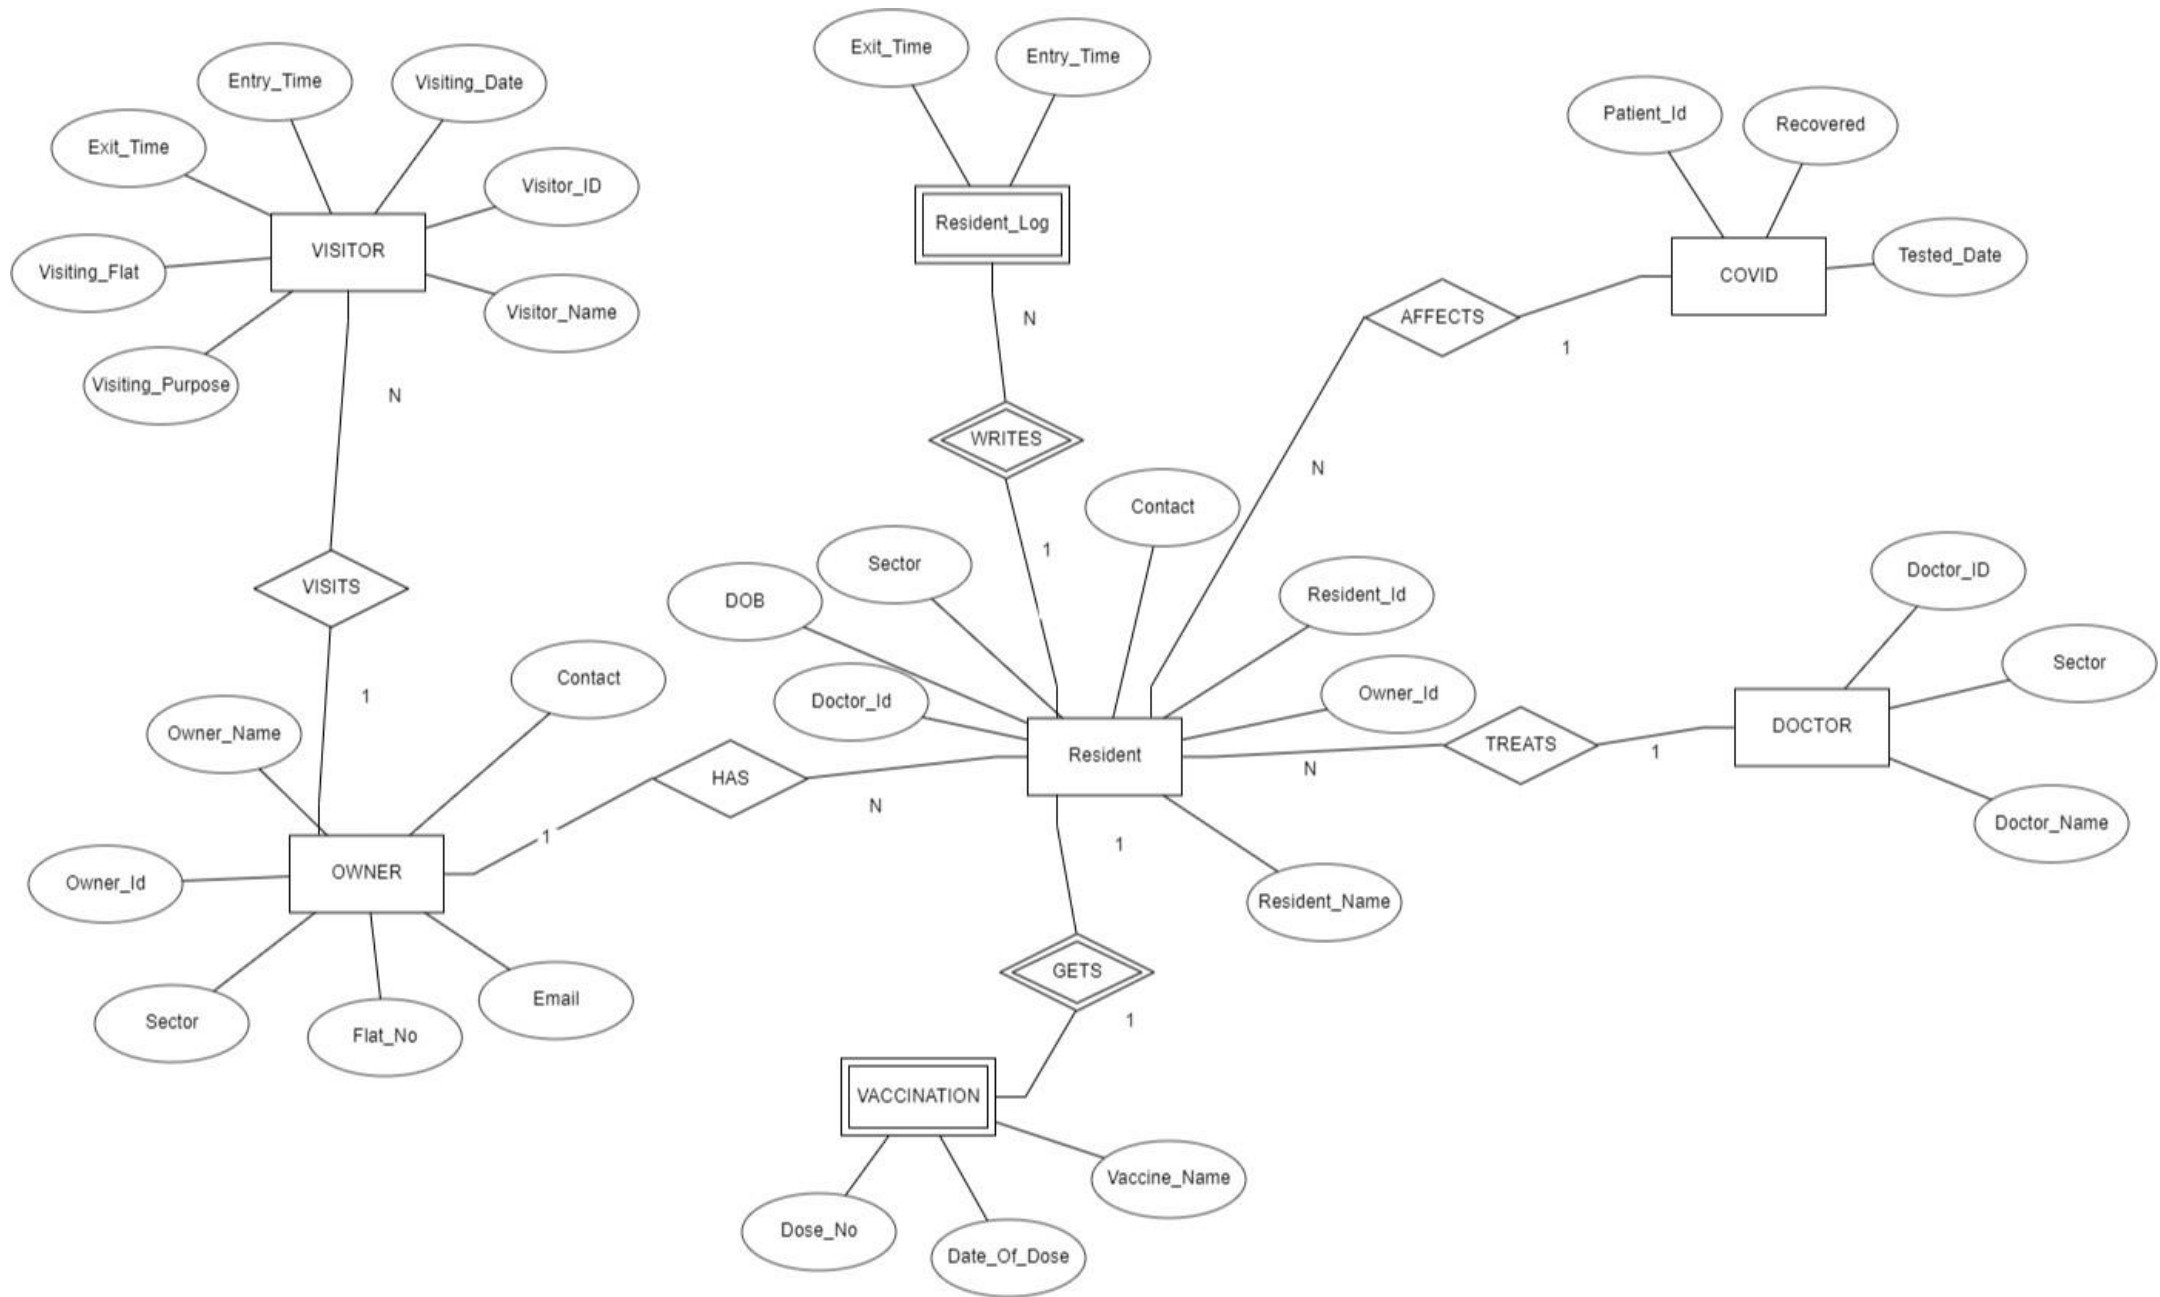 Exit_Time
Entry_Time
Entry_Time
Visiting_Date
Exit_Time
Visitor_ID
VISITOR
Visiting_Flat
Visitor_Name
Visiting_Purpose
N
VISITS
1
Resident_Log
N
WRITES
1
Patient_Id
Recovered
Tested_Date
COVID
AFFECTS
1
N
Contact
Sector
DOB
Doctor_Id
Resident_Id
Owner_Id
Resident
Resident_Name
N
TREATS
1
Doctor_ID
Sector
DOCTOR
Doctor_Name
Owner_Name
Contact
Owner_Id
OWNER
1
HAS
N
Sector
Flat_No
Email
1
GETS
1
VACCINATION
Vaccine_Name
Dose_No
Date_Of_Dose